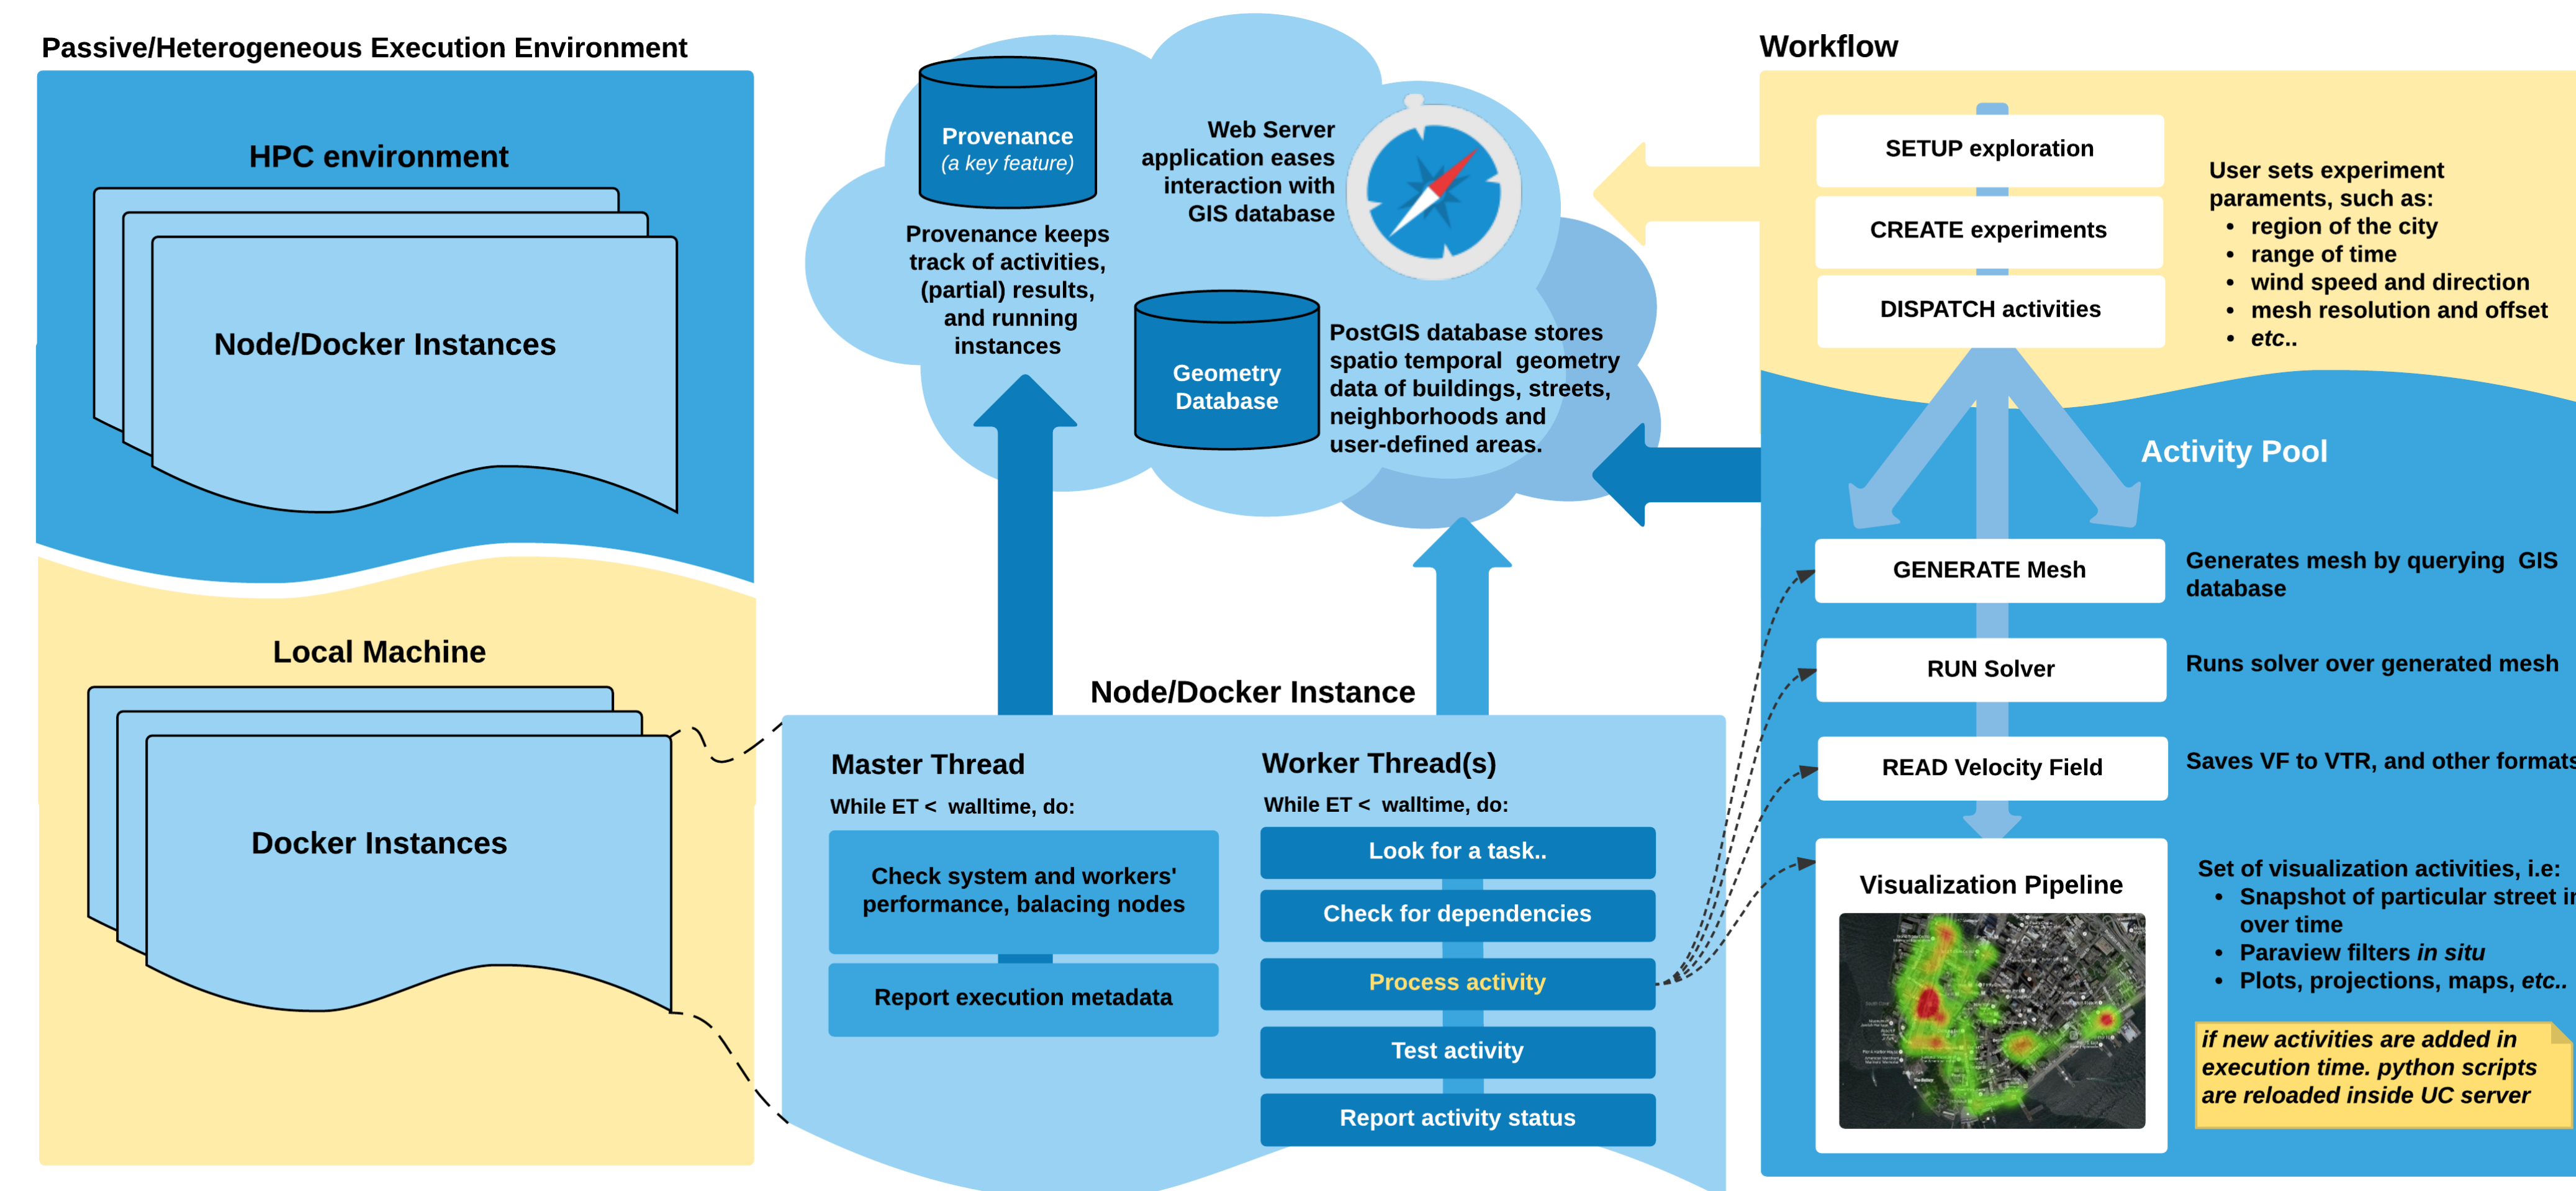 Passive/Heterogeneous Execution Environment
HPC environment
Node/Docker Instances
Local Machine
Docker Instances
Provenance
(a key feature)
Provenance keeps
track of activities,
(partial) results,
and running
instances
Web Server
application eases
interaction with
GIS database
Geometry
Database
PostGIS database stores
spatio temporal geometry
data of buildings, streets,
neighborhoods and
user-defined areas.
Node/Docker Instance
Master Thread
While ET < walltime, do:
Check system and workers'
performance, balacing nodes
Report execution metadata
Worker Thread(s)
While ET < walltime, do:
Look for a task..
Check for dependencies
Process activity
Test activity
Report activity status
Workflow
SETUP exploration
CREATE experiments
DISPATCH activities
User sets experiment
paraments, such as:
• region of the city
• range of time
• wind speed and direction
• mesh resolution and offset
• etc..
Activity Pool
GENERATE Mesh
Generates mesh by querying GIS
database
RUN Solver
Runs solver over generated mesh
READ Velocity Field
Saves VF to VTR, and other formats
Visualization Pipeline
Set of visualization activities, i.e:
• Snapshot of particular street
over time
• Paraview filters in situ
• Plots, projections, maps, etc..
if new activities are added in
execution time. python scripts
are reloaded inside UC server